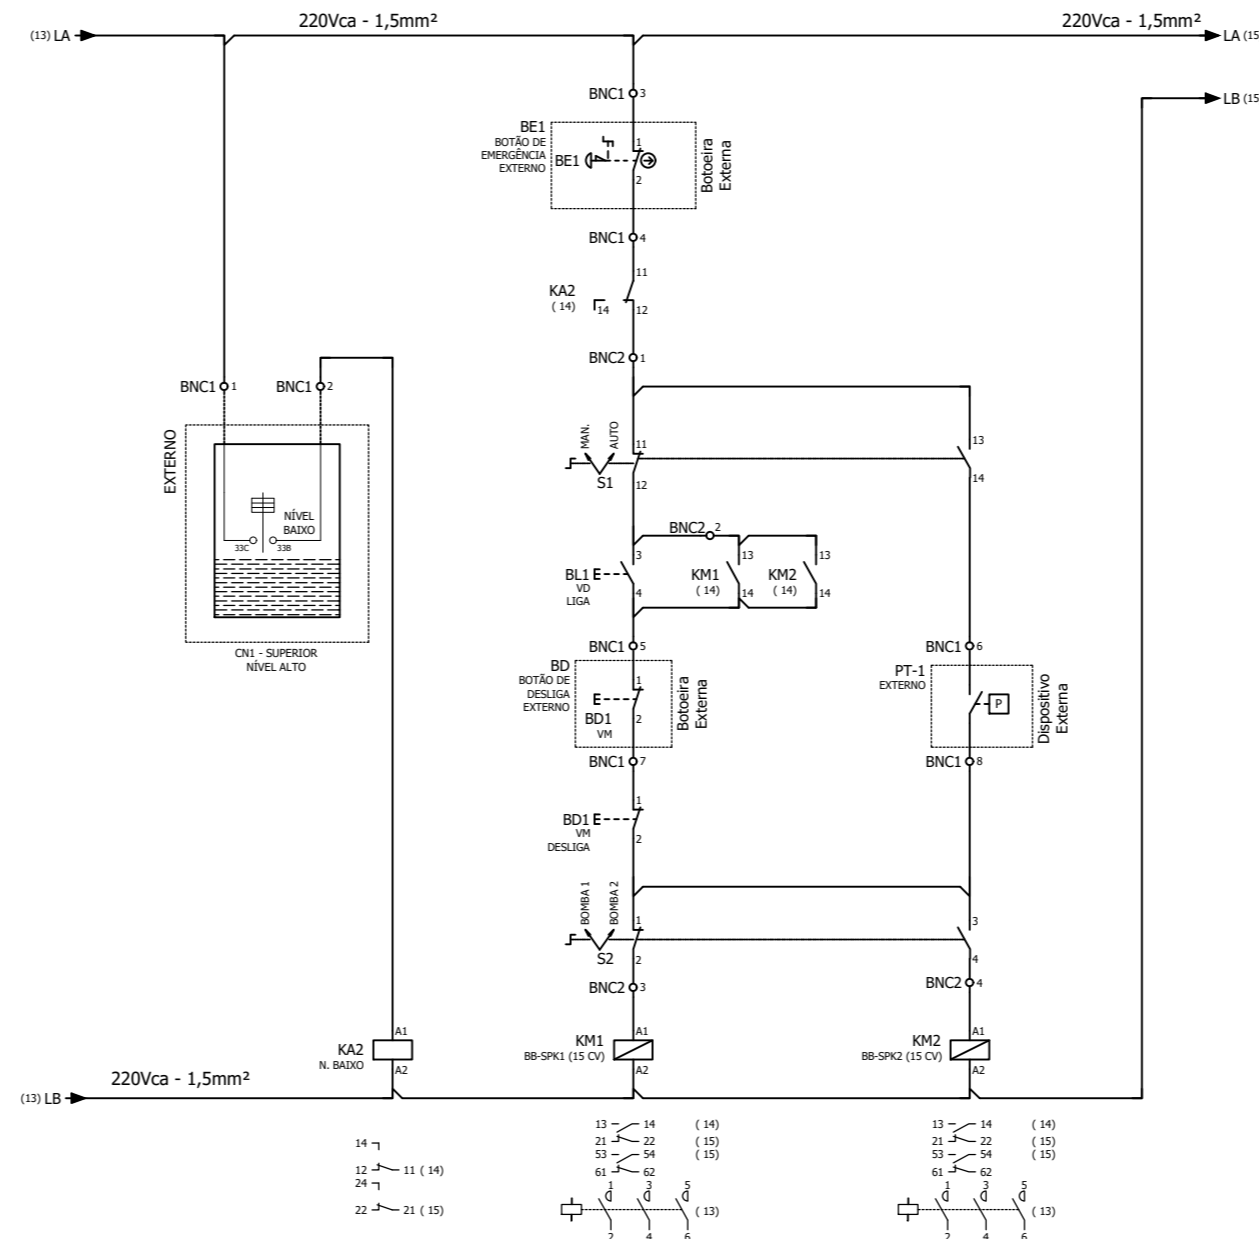 220Vca - 1,5mm²
220Vca - 1,5mm²
(13) LA
LA (15
LB (15
BNC1 3
BE1
BOTÃO DE
EMERGÊNCIA
EXTERNO
BE1
1
2
Botoeira
Externa
BNC1 4
KA2
( 14)
11
14
12
BNC2 1
BNC1 1
BNC1 2
EXTERNO
NÍVEL
BAIXO
33C
33B
CN1 - SUPERIOR
NÍVEL ALTO
MAN.
AUTO
S1
11
12
13
14
BNC2 2
BL1
VD
LIGA
3
4
KM1
( 14)
13
14
KM2
( 14)
13
14
BNC1 5
BD
BOTÃO DE
DESLIGA
EXTERNO
BD1
VM
1
2
Botoeira
Externa
BNC1 7
BNC1 6
PT-1
EXTERNO
P
Dispositivo
Externa
BNC1 8
BD1
VM
DESLIGA
1
2
BOMBA 1
BOMBA 2
S2
1
2
3
4
BNC2 3
BNC2 4
KA2
N. BAIXO
A1
A2
KM1
BB-SPK1 (15 CV)
A1
A2
KM2
BB-SPK2 (15 CV)
A1
A2
220Vca - 1,5mm²
(13) LB
14
12 11 ( 14)
24
22 21 ( 15)
13 14 ( 14)
21 22 ( 15)
53 54 ( 15)
61 62
1 3 5
( 13)
2 4 6
13 14 ( 14)
21 22 ( 15)
53 54 ( 15)
61 62
1 3 5
( 13)
2 4 6